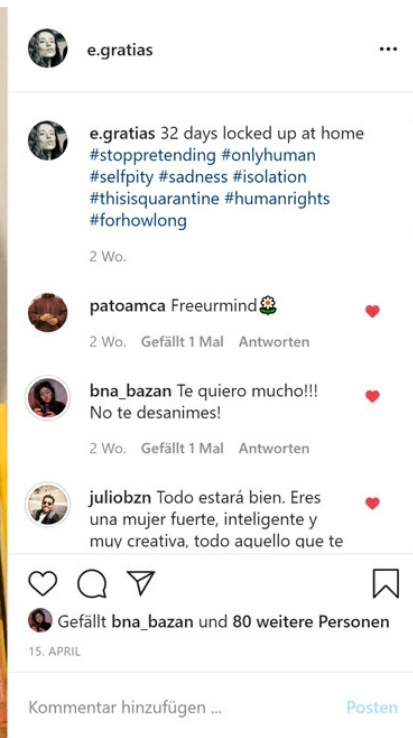 e.gratias
e.gratias 32 days locked up at home
#stoppretending #onlyhuman
#selfpity #sadness #isolation
#thisisquarantine #humanrights
#forhowlong
2 Wo.
patoamca Freeurmind🌼
2 Wo. Gefällt 1 Mal Antworten
bna_bazan Te quiero mucho!!!
No te desanimes!
2 Wo. Gefällt 1 Mal Antworten
juliobzn Todo estará bien. Eres
una mujer fuerte, inteligente y
muy creativa, todo aquello que te
Gefällt bna_bazan und 80 weitere Personen
15. APRIL
Kommentar hinzufügen ... Posten